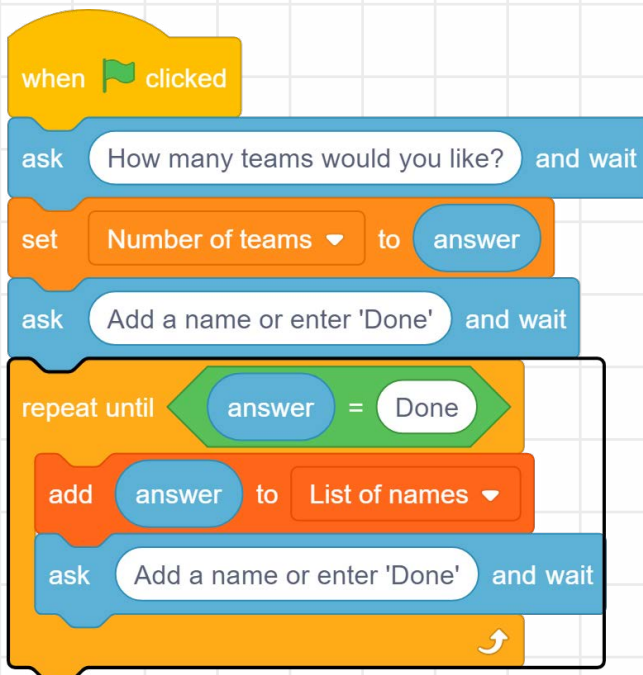 when clicked
ask How many teams would you like? and wait
set Number of teams to answer
ask Add a name or enter 'Done' and wait
repeat until answer = Done
add answer to List of names
ask Add a name or enter 'Done' and wait